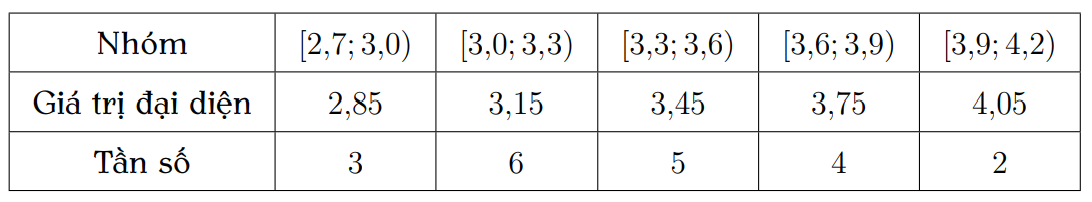 Nhóm [2,7; 3,0) [3,0; 3,3) [3,3; 3,6) [3,6; 3,9) [3,9; 4,2)
Giá trị đại diện 2,85 3,15 3,45 3,75 4,05
Tần số 3 6 5 4 2